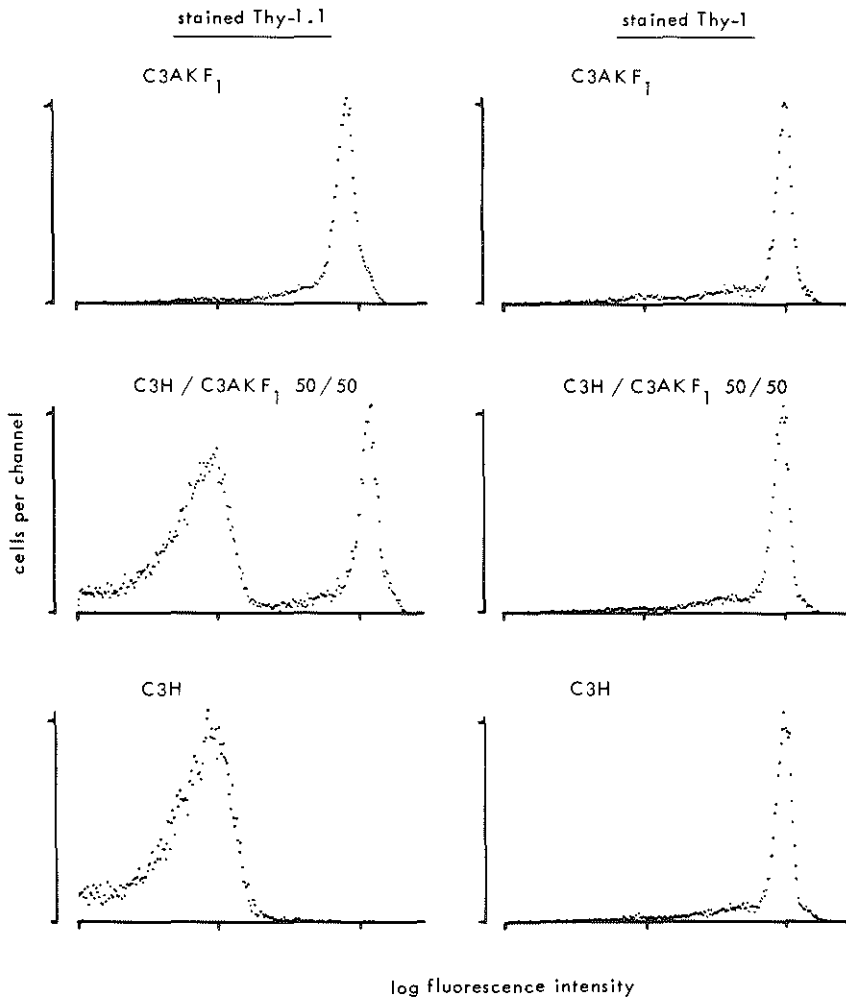 stained Thy-1.1
stained Thy-1
C3AKF1
C3AKF1
C3H / C3AKF1 50/50
C3H / C3AKF1 50/50
cells per channel
C3H
C3H
log fluorescence intensity